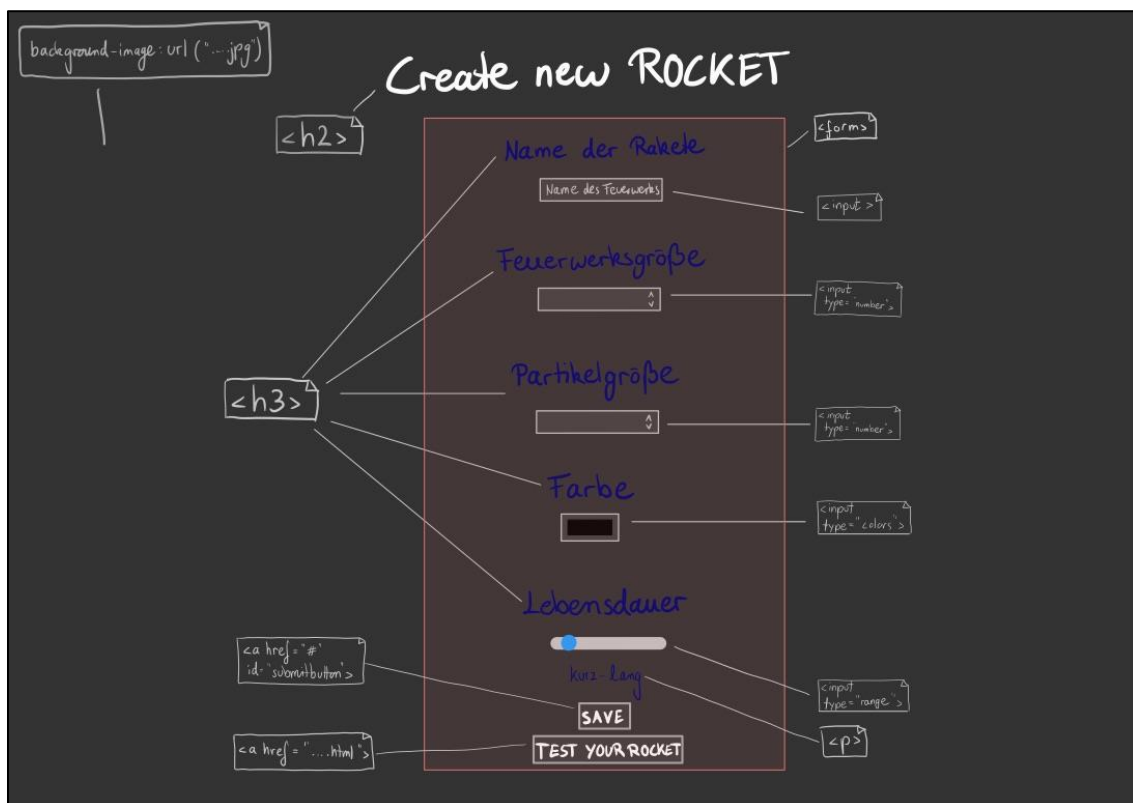 background-image: url ("....jpg")
Create new ROCKET
<h2>
<form>
Name der Rakete
Name des Feuerwerks
<input >
Feuerwerksgröße
<input
type="number">
<h3>
Partikelgröße
<input
type="number">
Farbe
<input
type="colors">
Lebensdauer
<a href="#"
id="submitbutton">
kurz-lang
<input
type="range">
SAVE
<p>
<a href="....html">
TEST YOUR ROCKET